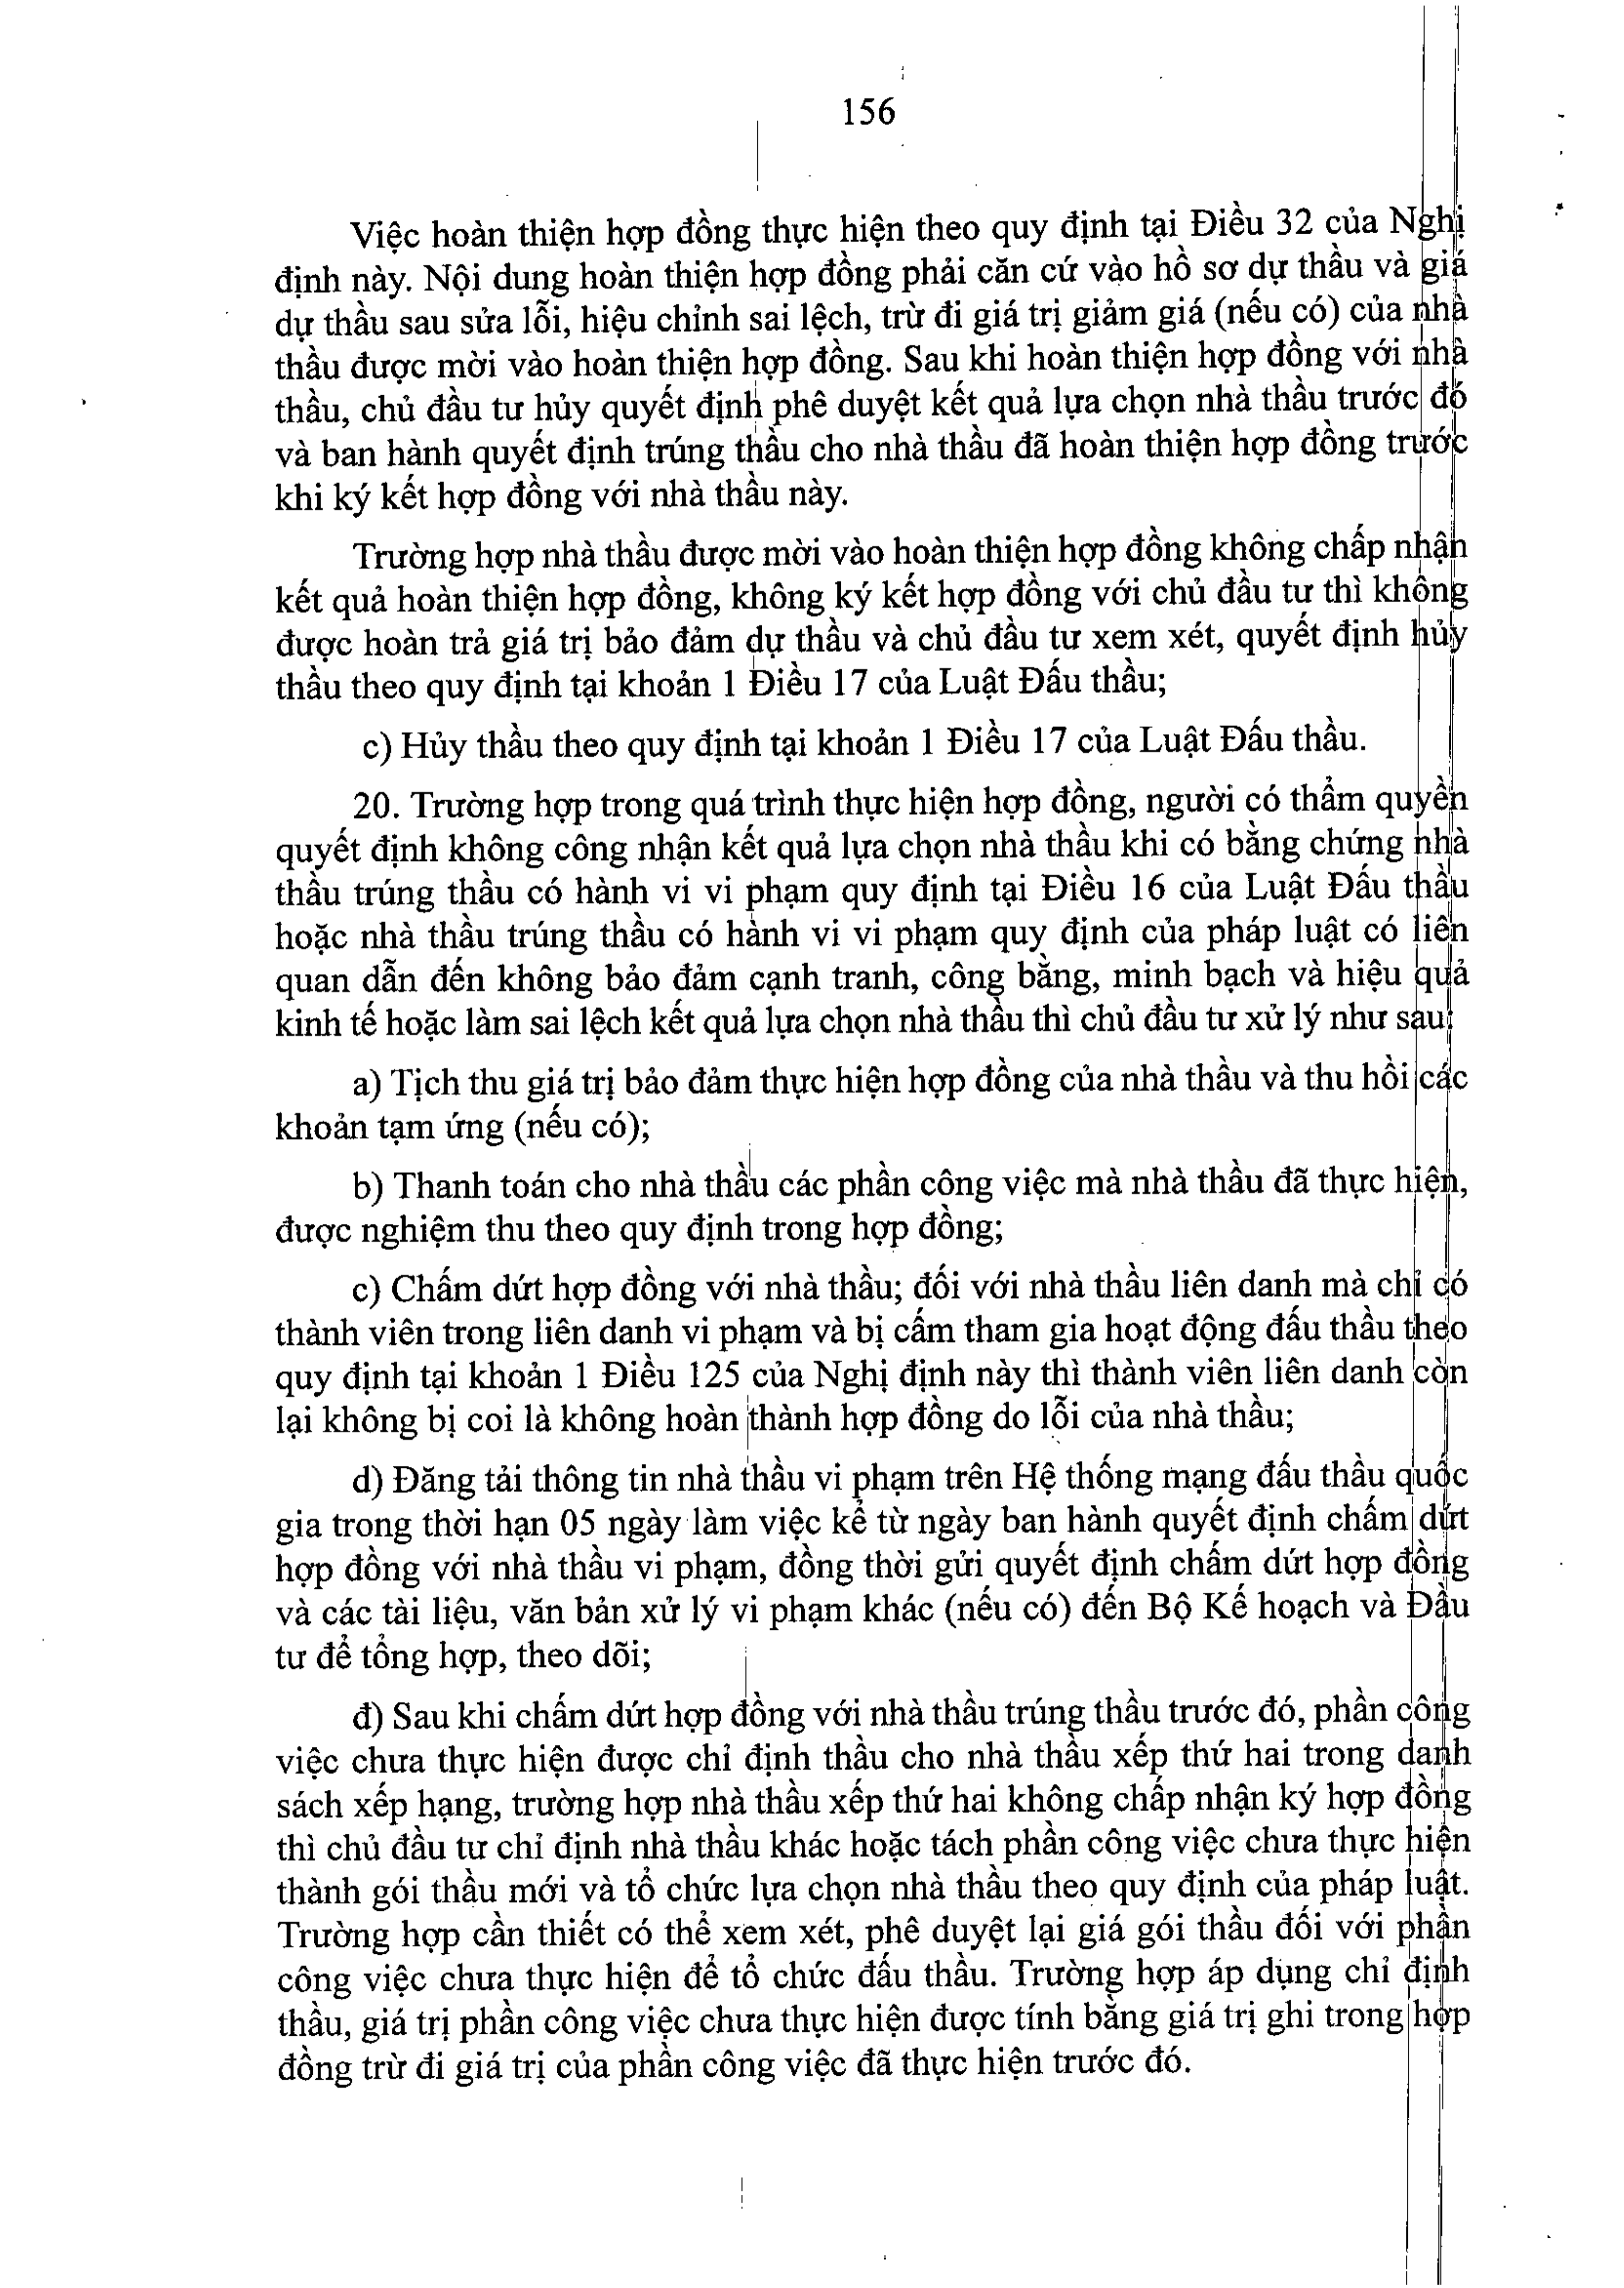 156
Việc hoàn thiện hợp đồng thực hiện theo quy định tại Điều 32 của Nghị
định này. Nội dung hoàn thiện hợp đồng phải căn cứ vào hồ sơ dự thầu và giá
dự thầu sau sửa lỗi, hiệu chỉnh sai lệch, trừ đi giá trị giảm giá (nếu có) của nhà
thầu được mời vào hoàn thiện hợp đồng. Sau khi hoàn thiện hợp đồng với nhà
thầu, chủ đầu tư hủy quyết định phê duyệt kết quả lựa chọn nhà thầu trước đó
và ban hành quyết định trúng thầu cho nhà thầu đã hoàn thiện hợp đồng trước
khi ký kết hợp đồng với nhà thầu này.
Trường hợp nhà thầu được mời vào hoàn thiện hợp đồng không chấp nhận
kết quả hoàn thiện hợp đồng, không ký kết hợp đồng với chủ đầu tư thì không
được hoàn trả giá trị bảo đảm dự thầu và chủ đầu tư xem xét, quyết định hủy
thầu theo quy định tại khoản 1 Điều 17 của Luật Đấu thầu;
c) Hủy thầu theo quy định tại khoản 1 Điều 17 của Luật Đấu thầu.
20. Trường hợp trong quá trình thực hiện hợp đồng, người có thẩm quyền
quyết định không công nhận kết quả lựa chọn nhà thầu khi có bằng chứng nhà
thầu trúng thầu có hành vi vi phạm quy định tại Điều 16 của Luật Đấu thầu
hoặc nhà thầu trúng thầu có hành vi vi phạm quy định của pháp luật có liên
quan dẫn đến không bảo đảm cạnh tranh, công bằng, minh bạch và hiệu quả
kinh tế hoặc làm sai lệch kết quả lựa chọn nhà thầu thì chủ đầu tư xử lý như sau:
a) Tịch thu giá trị bảo đảm thực hiện hợp đồng của nhà thầu và thu hồi các
khoản tạm ứng (nếu có);
b) Thanh toán cho nhà thầu các phần công việc mà nhà thầu đã thực hiện,
được nghiệm thu theo quy định trong hợp đồng;
c) Chấm dứt hợp đồng với nhà thầu; đối với nhà thầu liên danh mà chỉ có
thành viên trong liên danh vi phạm và bị cấm tham gia hoạt động đấu thầu theo
quy định tại khoản 1 Điều 125 của Nghị định này thì thành viên liên danh còn
lại không bị coi là không hoàn thành hợp đồng do lỗi của nhà thầu;
d) Đăng tải thông tin nhà thầu vi phạm trên Hệ thống mạng đấu thầu quốc
gia trong thời hạn 05 ngày làm việc kể từ ngày ban hành quyết định chấm dứt
hợp đồng với nhà thầu vi phạm, đồng thời gửi quyết định chấm dứt hợp đồng
và các tài liệu, văn bản xử lý vi phạm khác (nếu có) đến Bộ Kế hoạch và Đầu
tư để tổng hợp, theo dõi;
đ) Sau khi chấm dứt hợp đồng với nhà thầu trúng thầu trước đó, phần công
việc chưa thực hiện được chỉ định thầu cho nhà thầu xếp thứ hai trong danh
sách xếp hạng, trường hợp nhà thầu xếp thứ hai không chấp nhận ký hợp đồng
thì chủ đầu tư chỉ định nhà thầu khác hoặc tách phần công việc chưa thực hiện
thành gói thầu mới và tổ chức lựa chọn nhà thầu theo quy định của pháp luật.
Trường hợp cần thiết có thể xem xét, phê duyệt lại giá gói thầu đối với phần
công việc chưa thực hiện để tổ chức đấu thầu. Trường hợp áp dụng chỉ định
thầu, giá trị phần công việc chưa thực hiện được tính bằng giá trị ghi trong hợp
đồng trừ đi giá trị của phần công việc đã thực hiện trước đó.